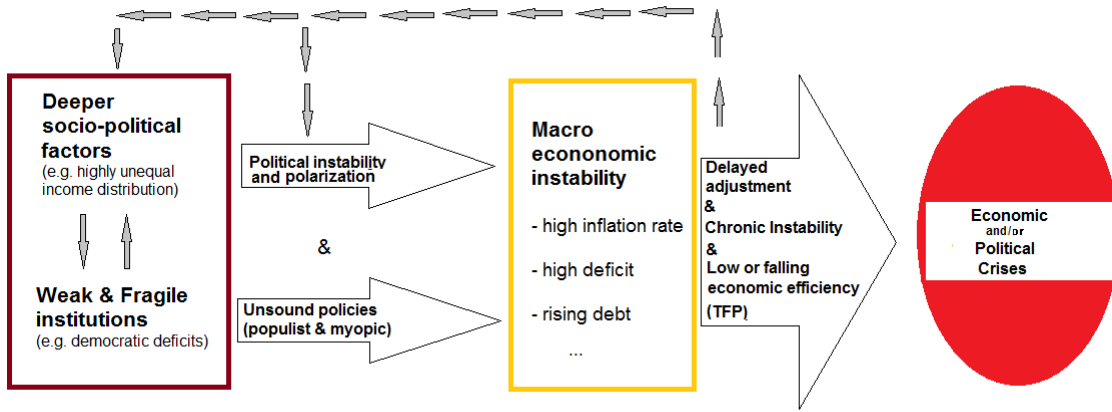 Deeper
socio-political
factors
(e.g. highly unequal
income distribution)
Weak & Fragile
institutions
(e.g. democratic deficits)
Political instability
and polarization
&
Unsound policies
(populist & myopic)
Macro
econonomic
instability
- high inflation rate
- high deficit
- rising debt
...
Delayed
adjustment
&
Chronic Instability
&
Low or falling
economic efficiency
(TFP)
Economic
and/or
Political
Crises